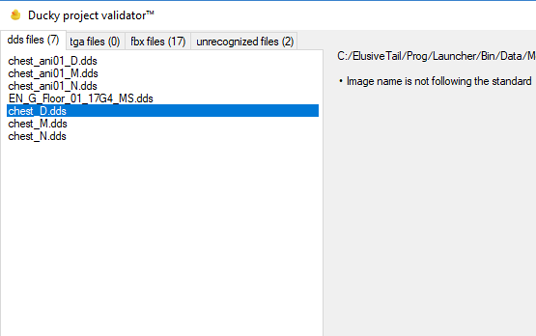 Ducky project validator™
dds files (7) tga files (0) fbx files (17) unrecognized files (2)
chest_ani01_D.dds
chest_ani01_M.dds
chest_ani01_N.dds
EN_G_Floor_01_17G4_MS.dds
chest_D.dds
chest_M.dds
chest_N.dds
C:/ElusiveTail/Prog/Launcher/Bin/Data/M
• Image name is not following the standard